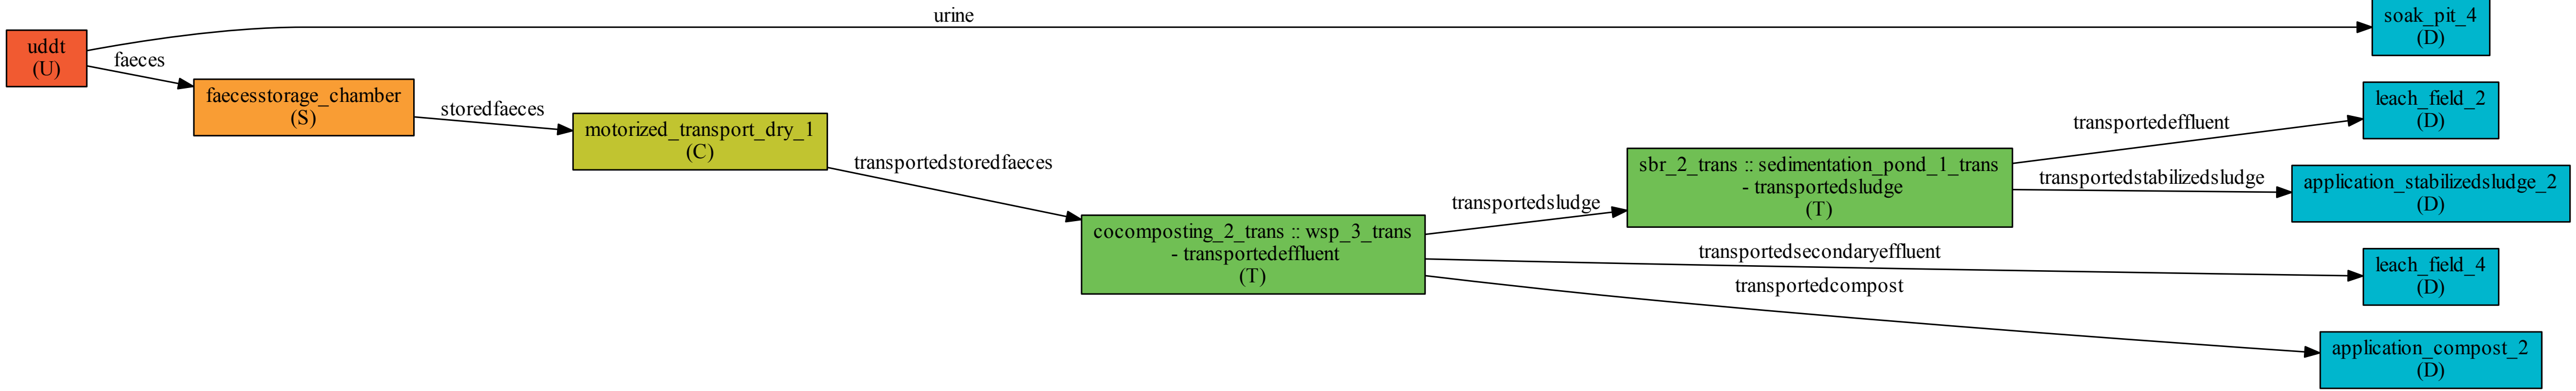 urine
soak_pit_4
(D)
uddt
(U)
faeces
faecesstorage_chamber
(S)
storedfaeces
motorized_transport_dry_1
(C)
transportedstoredfaeces
cocomposting_2_trans :: wsp_3_trans
- transportedeffluent
(T)
transportedsludge
sbr_2_trans :: sedimentation_pond_1_trans
- transportedsludge
(T)
transportedeffluent
leach_field_2
(D)
transportedstabilizedsludge
application_stabilizedsludge_2
(D)
transportedsecondaryeffluent
leach_field_4
(D)
transportedcompost
application_compost_2
(D)